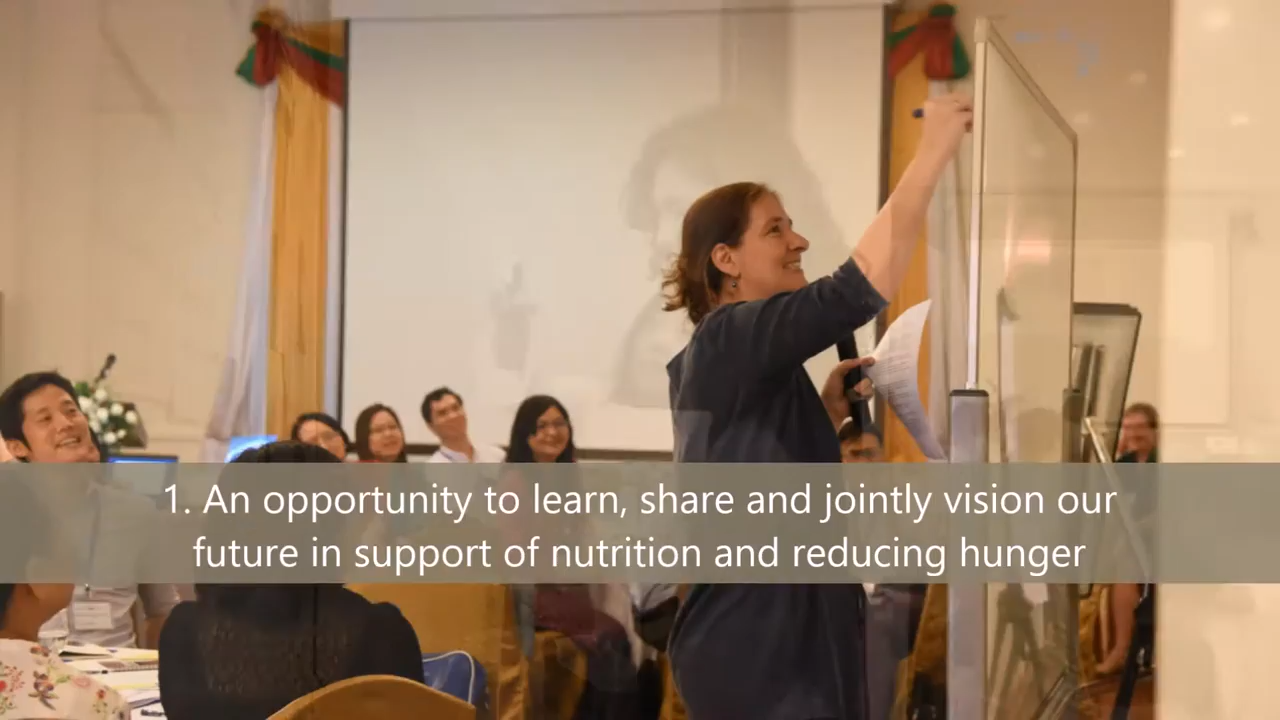 1. An opportunity to learn, share and jointly vision our
future in support of nutrition and reducing hunger